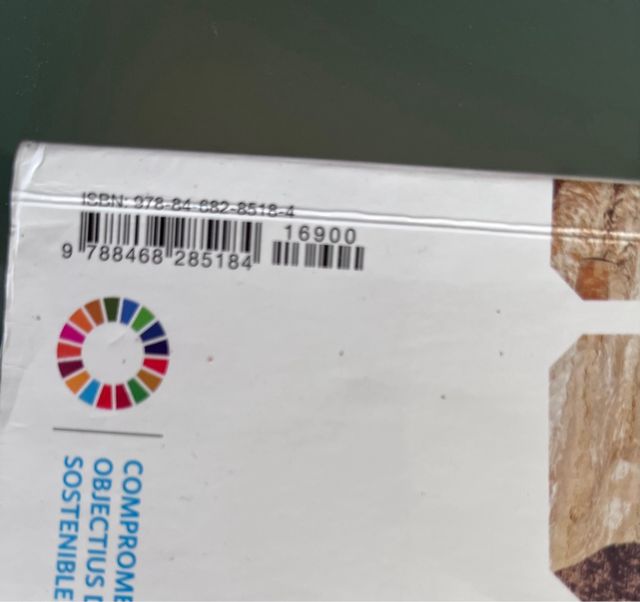 ISBN: 978-84-682-8518-4
16900
9 788468 285184
COMPROME
OBJECTIUS D
SOSTENIBLE